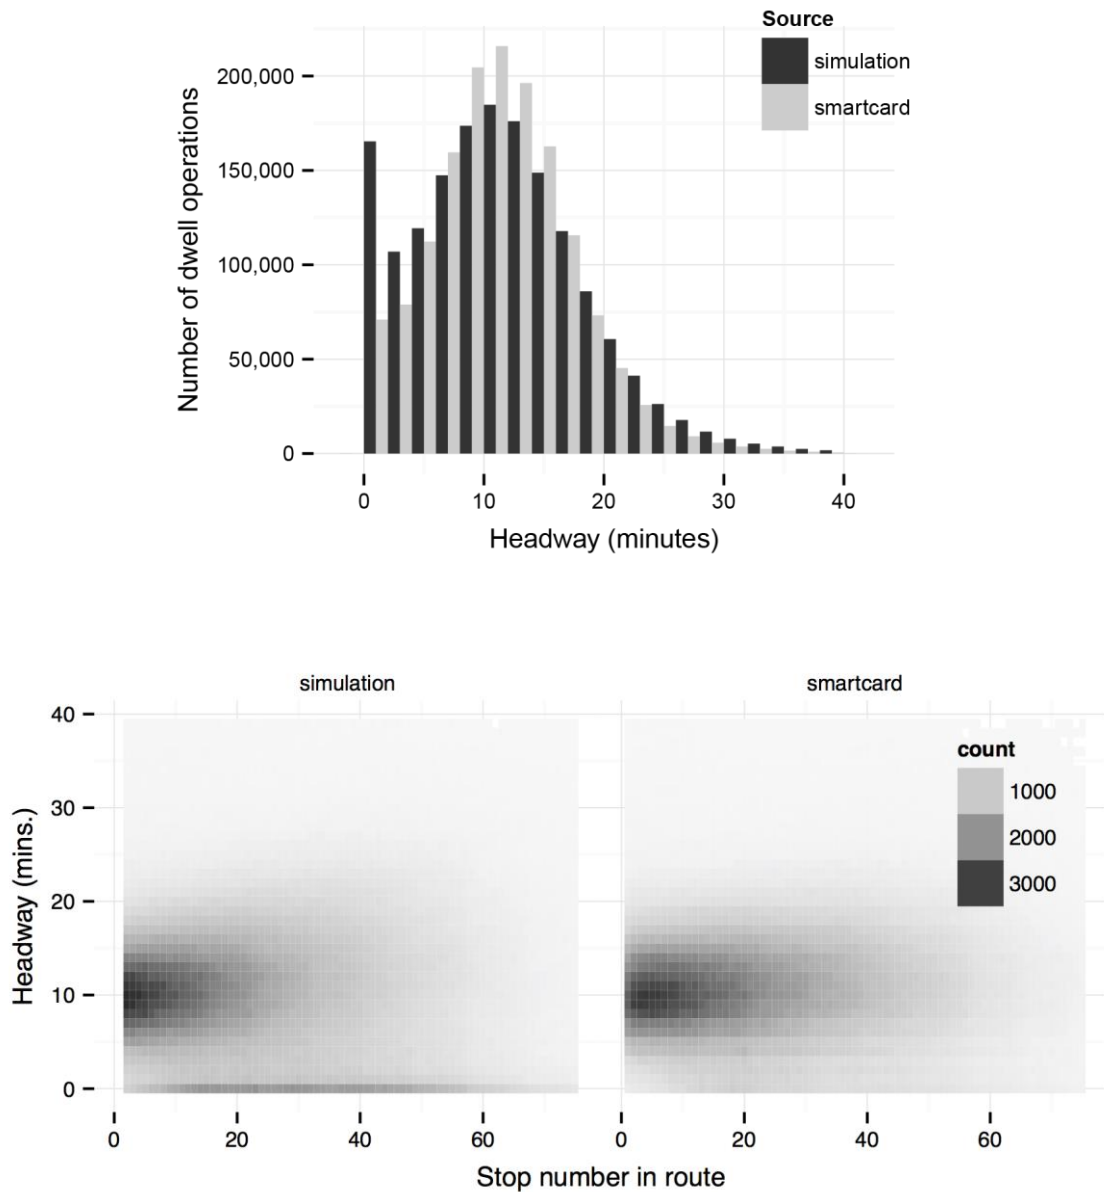 Source
simulation
smartcard
Number of dwell operations
200,000
150,000
100,000
50,000
0
0 10 20 30 40
Headway (minutes)
simulation smartcard
Headway (mins.)
40
30
20
10
0
count
1000
2000
3000
0 20 40 60 0 20 40 60
Stop number in route